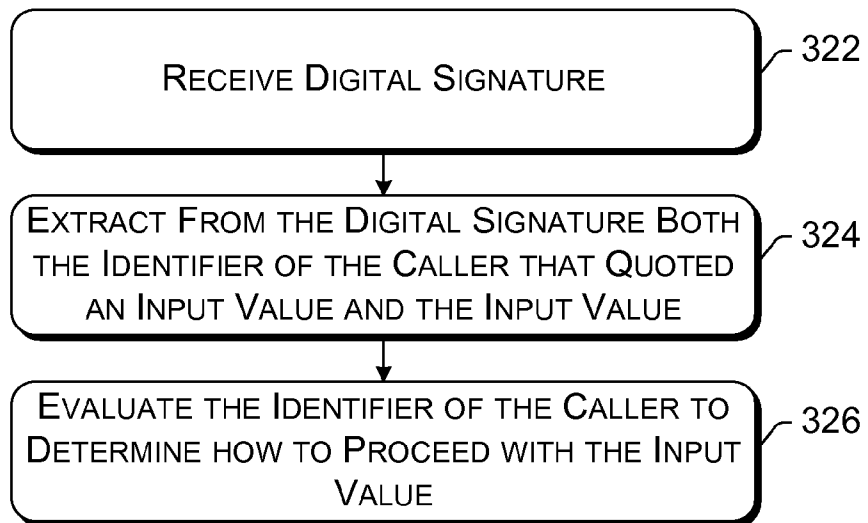 RECEIVE DIGITAL SIGNATURE
322
EXTRACT FROM THE DIGITAL SIGNATURE BOTH
THE IDENTIFIER OF THE CALLER THAT QUOTED
AN INPUT VALUE AND THE INPUT VALUE
324
EVALUATE THE IDENTIFIER OF THE CALLER TO
DETERMINE HOW TO PROCEED WITH THE INPUT
VALUE
326